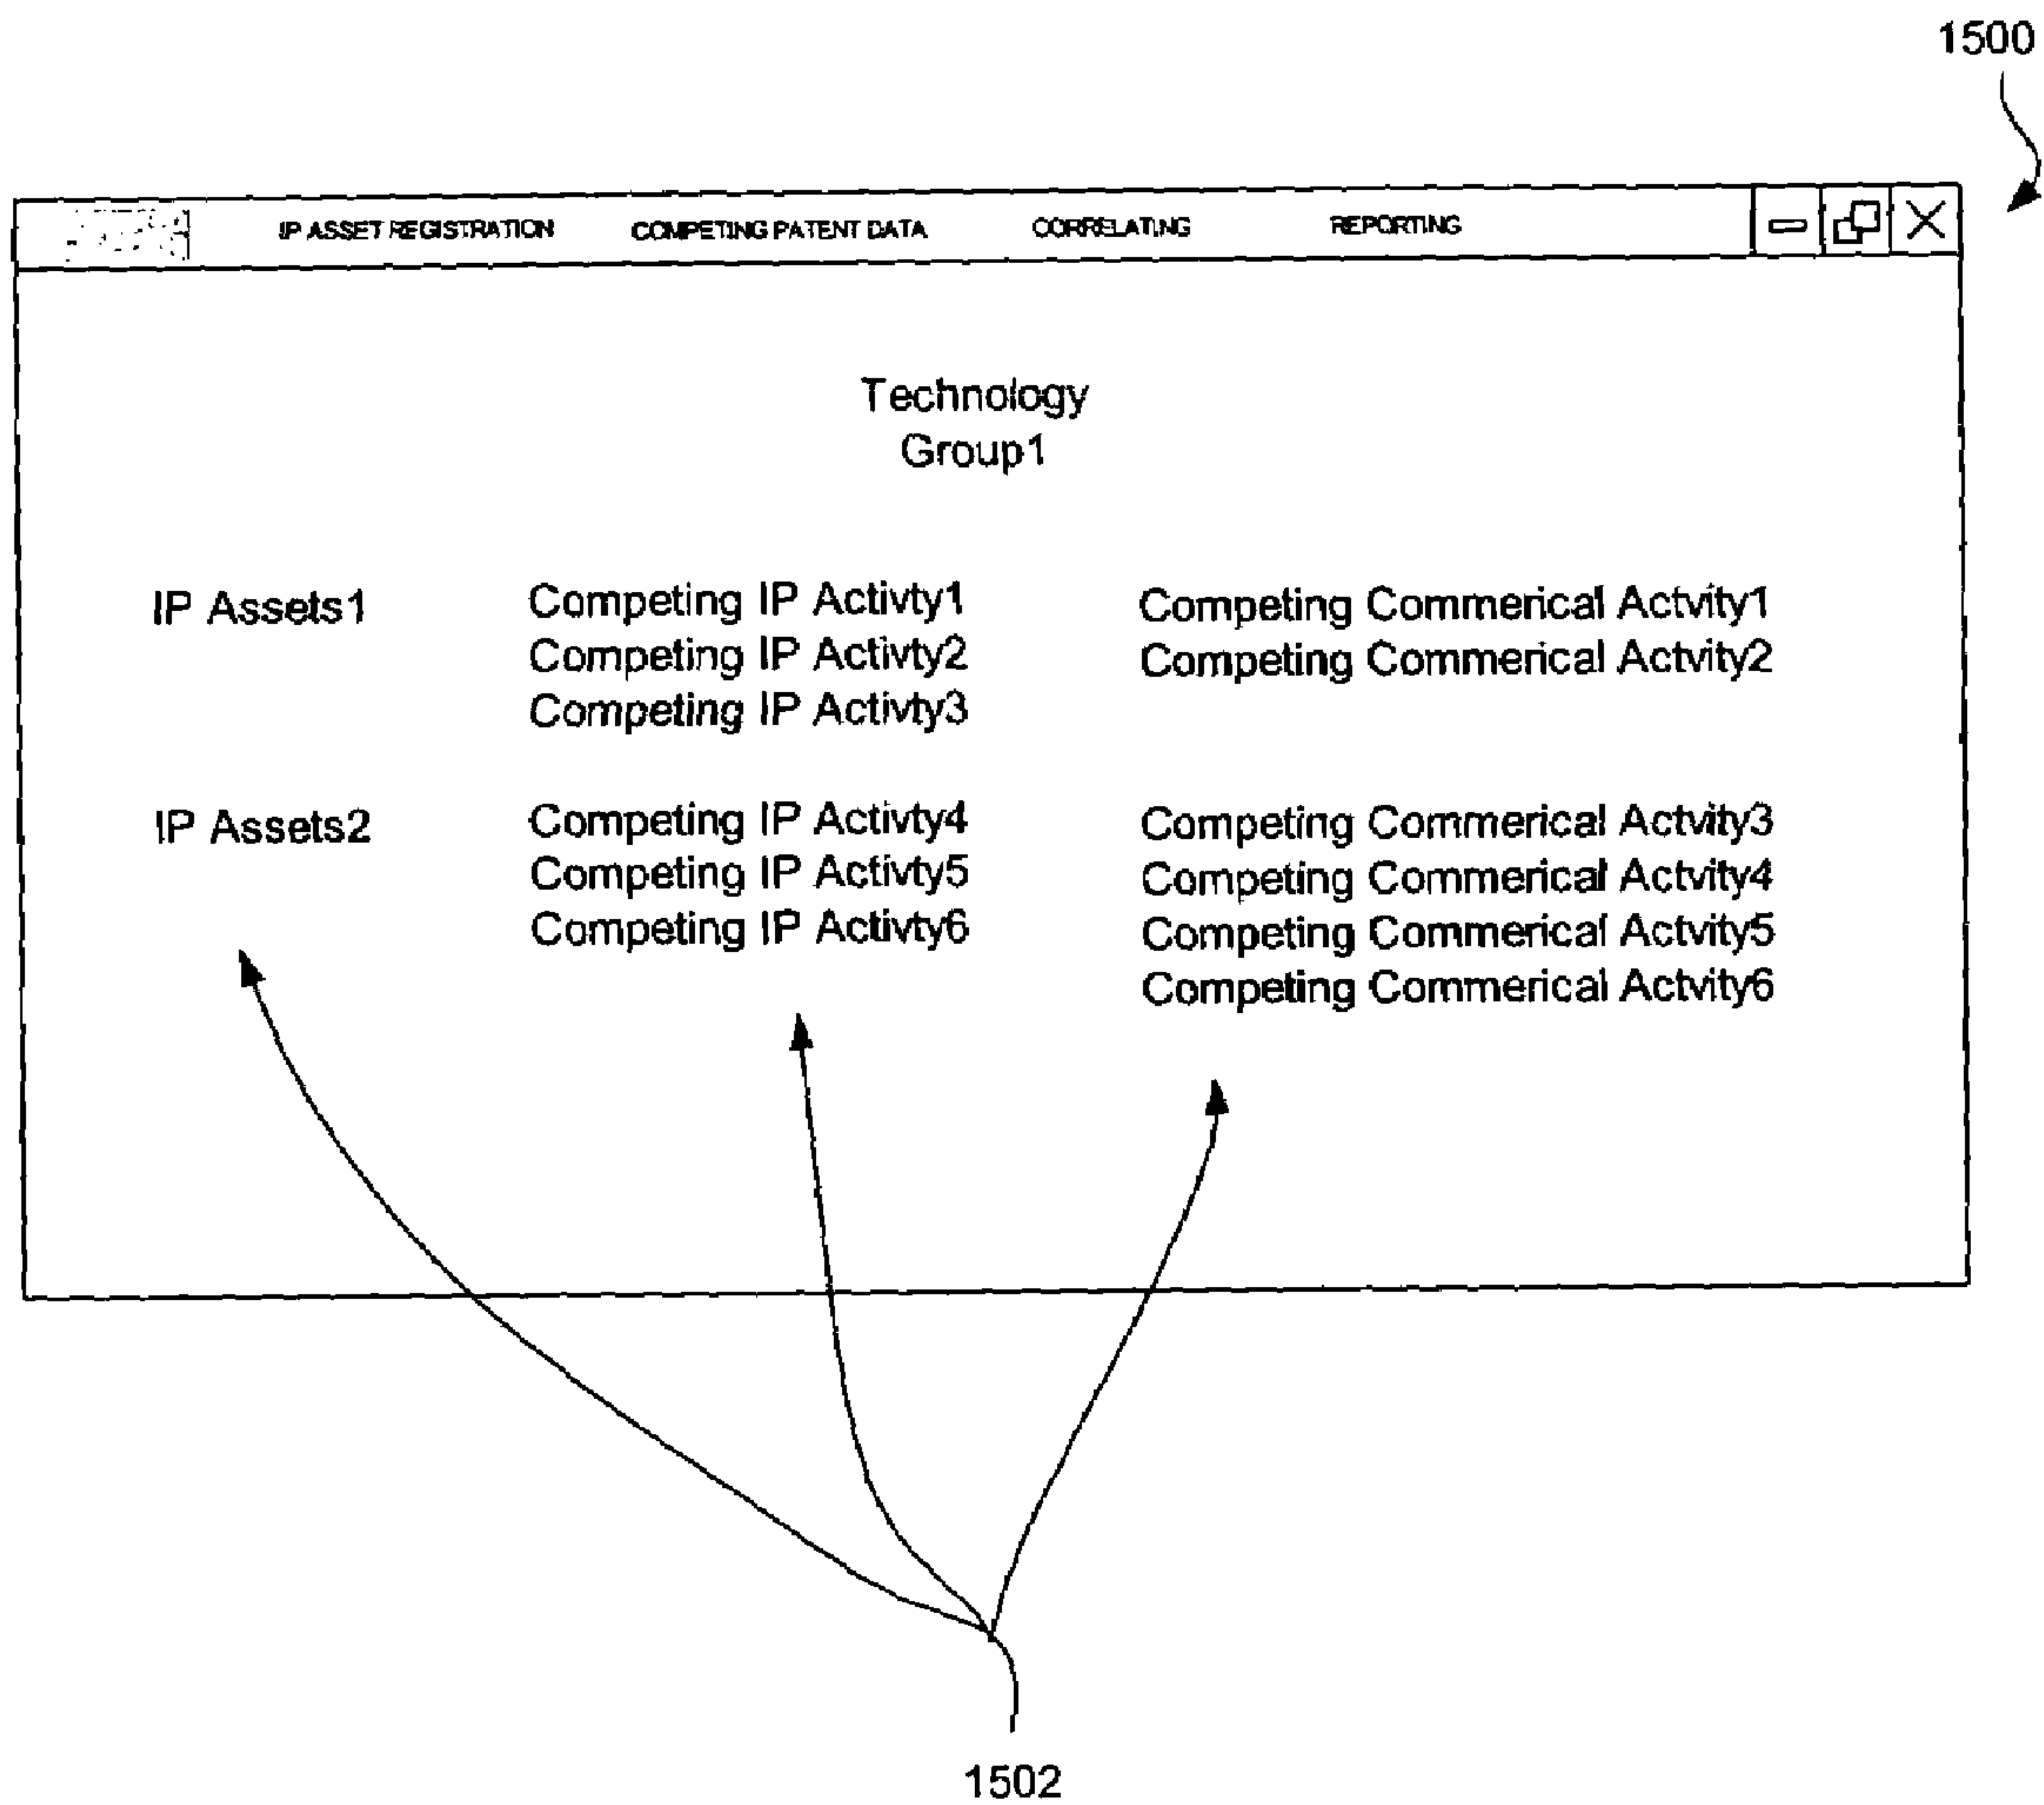 1500
IP ASSET REGISTRATION COMPETING PATENT DATA CORRELATING REPORTING
Technology
Group1
IP Assets1 Competing IP Activty1 Competing Commerical Actvity1
Competing IP Activty2 Competing Commerical Actvity2
Competing IP Activty3
IP Assets2 Competing IP Activty4 Competing Commerical Actvity3
Competing IP Activty5 Competing Commerical Actvity4
Competing IP Activty6 Competing Commerical Actvity5
Competing Commerical Actvity6
1502